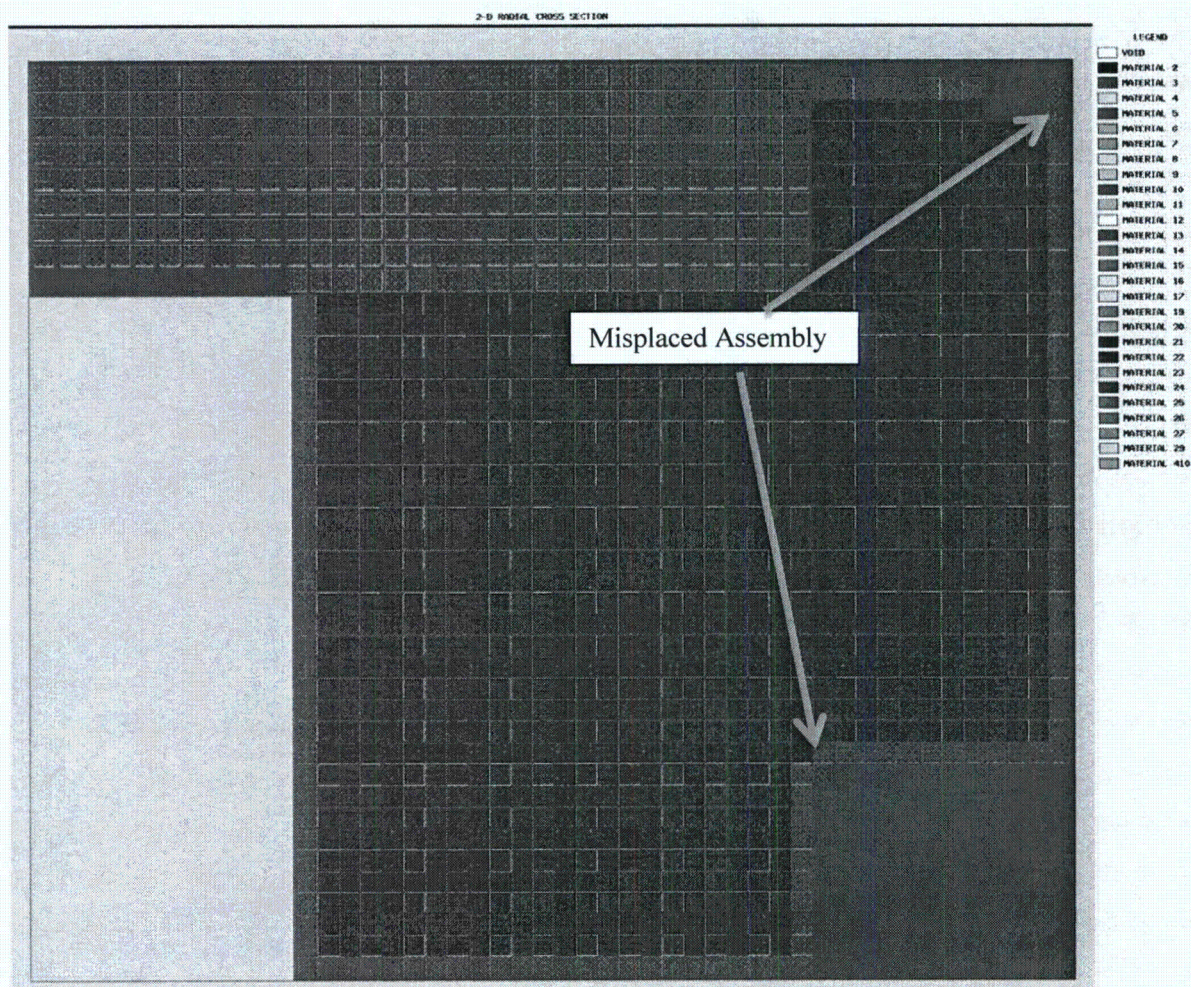 2-D RADIAL CROSS SECTION
LEGEND
VOID
MATERIAL 2
MATERIAL 3
MATERIAL 4
MATERIAL 5
MATERIAL 6
MATERIAL 7
MATERIAL 8
MATERIAL 9
MATERIAL 10
MATERIAL 11
MATERIAL 12
MATERIAL 13
MATERIAL 14
MATERIAL 15
MATERIAL 16
MATERIAL 17
MATERIAL 19
MATERIAL 20
MATERIAL 21
MATERIAL 22
MATERIAL 23
MATERIAL 24
MATERIAL 25
MATERIAL 26
MATERIAL 27
MATERIAL 29
MATERIAL 410
Misplaced Assembly